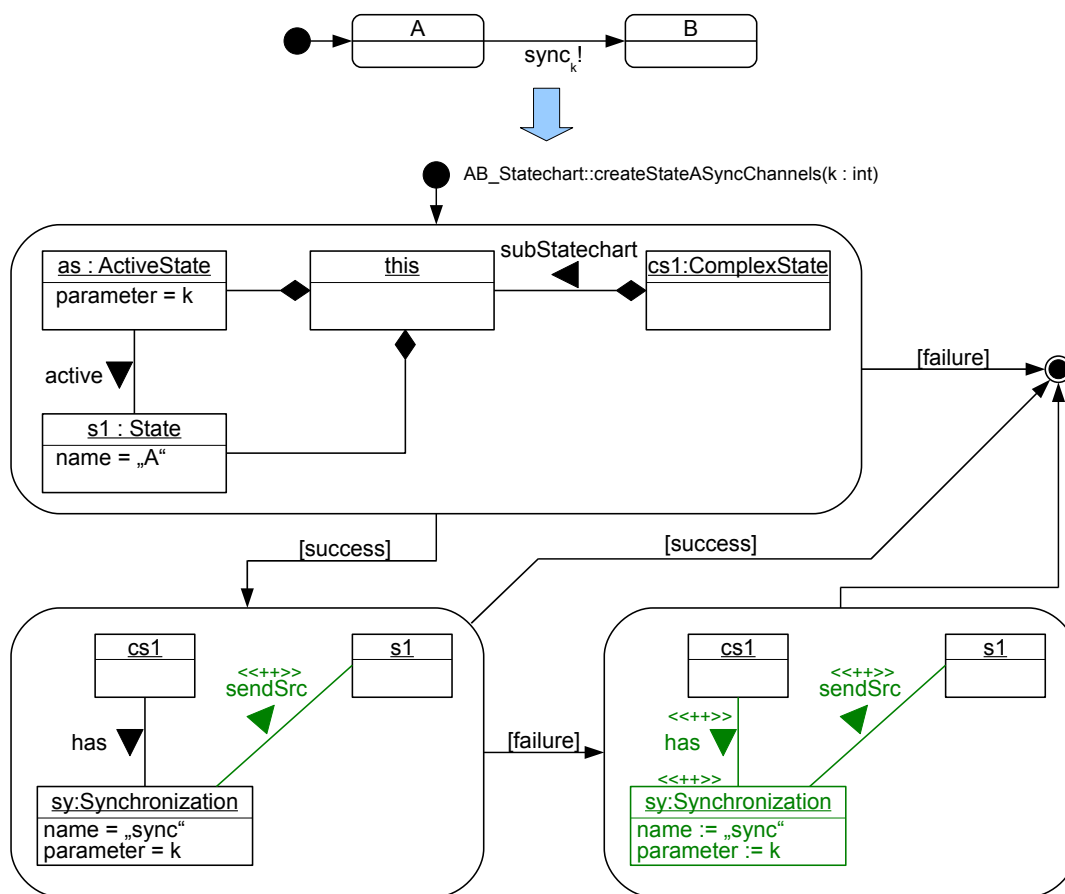 A
B
sync_k!
AB_Statechart::createStateASyncChannels(k : int)
as : ActiveState
parameter = k
this
subStatechart
cs1:ComplexState
active
s1 : State
name = „A“
[failure]
[success]
[success]
cs1
s1
<<++>>
sendSrc
has
sy:Synchronization
name = „sync“
parameter = k
[failure]
cs1
s1
<<++>>
sendSrc
<<++>>
has
<<++>>
sy:Synchronization
name := „sync“
parameter := k